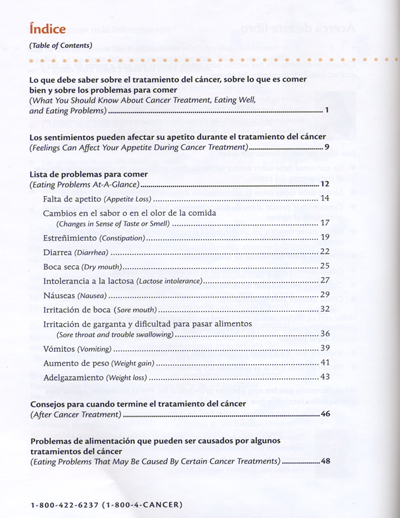 Índice
(Table of Contents)
Lo que debe saber sobre el tratamiento del cáncer, sobre lo que es comer
bien y sobre los problemas para comer
(What You Should Know About Cancer Treatment, Eating Well,
and Eating Problems) 1
Los sentimientos pueden afectar su apetito durante el tratamiento del cáncer
(Feelings Can Affect Your Appetite During Cancer Treatment) 9
Lista de problemas para comer
(Eating Problems At-A-Glance) 12
Falta de apetito (Appetite Loss) 14
Cambios en el sabor o en el olor de la comida
(Changes in Sense of Taste or Smell) 17
Estreñimiento (Constipation) 19
Diarrea (Diarrhea) 22
Boca seca (Dry mouth) 25
Intolerancia a la lactosa (Lactose intolerance) 27
Náuseas (Nausea) 29
Irritación de boca (Sore mouth) 32
Irritación de garganta y dificultad para pasar alimentos
(Sore throat and trouble swallowing) 36
Vómitos (Vomiting) 39
Aumento de peso (Weight gain) 41
Adelgazamiento (Weight loss) 43
Consejos para cuando termine el tratamiento del cáncer
(After Cancer Treatment) 46
Problemas de alimentación que pueden ser causados por algunos
tratamientos del cáncer
(Eating Problems That May Be Caused By Certain Cancer Treatments) 48
1-800-422-6237 (1-800-4-CANCER)